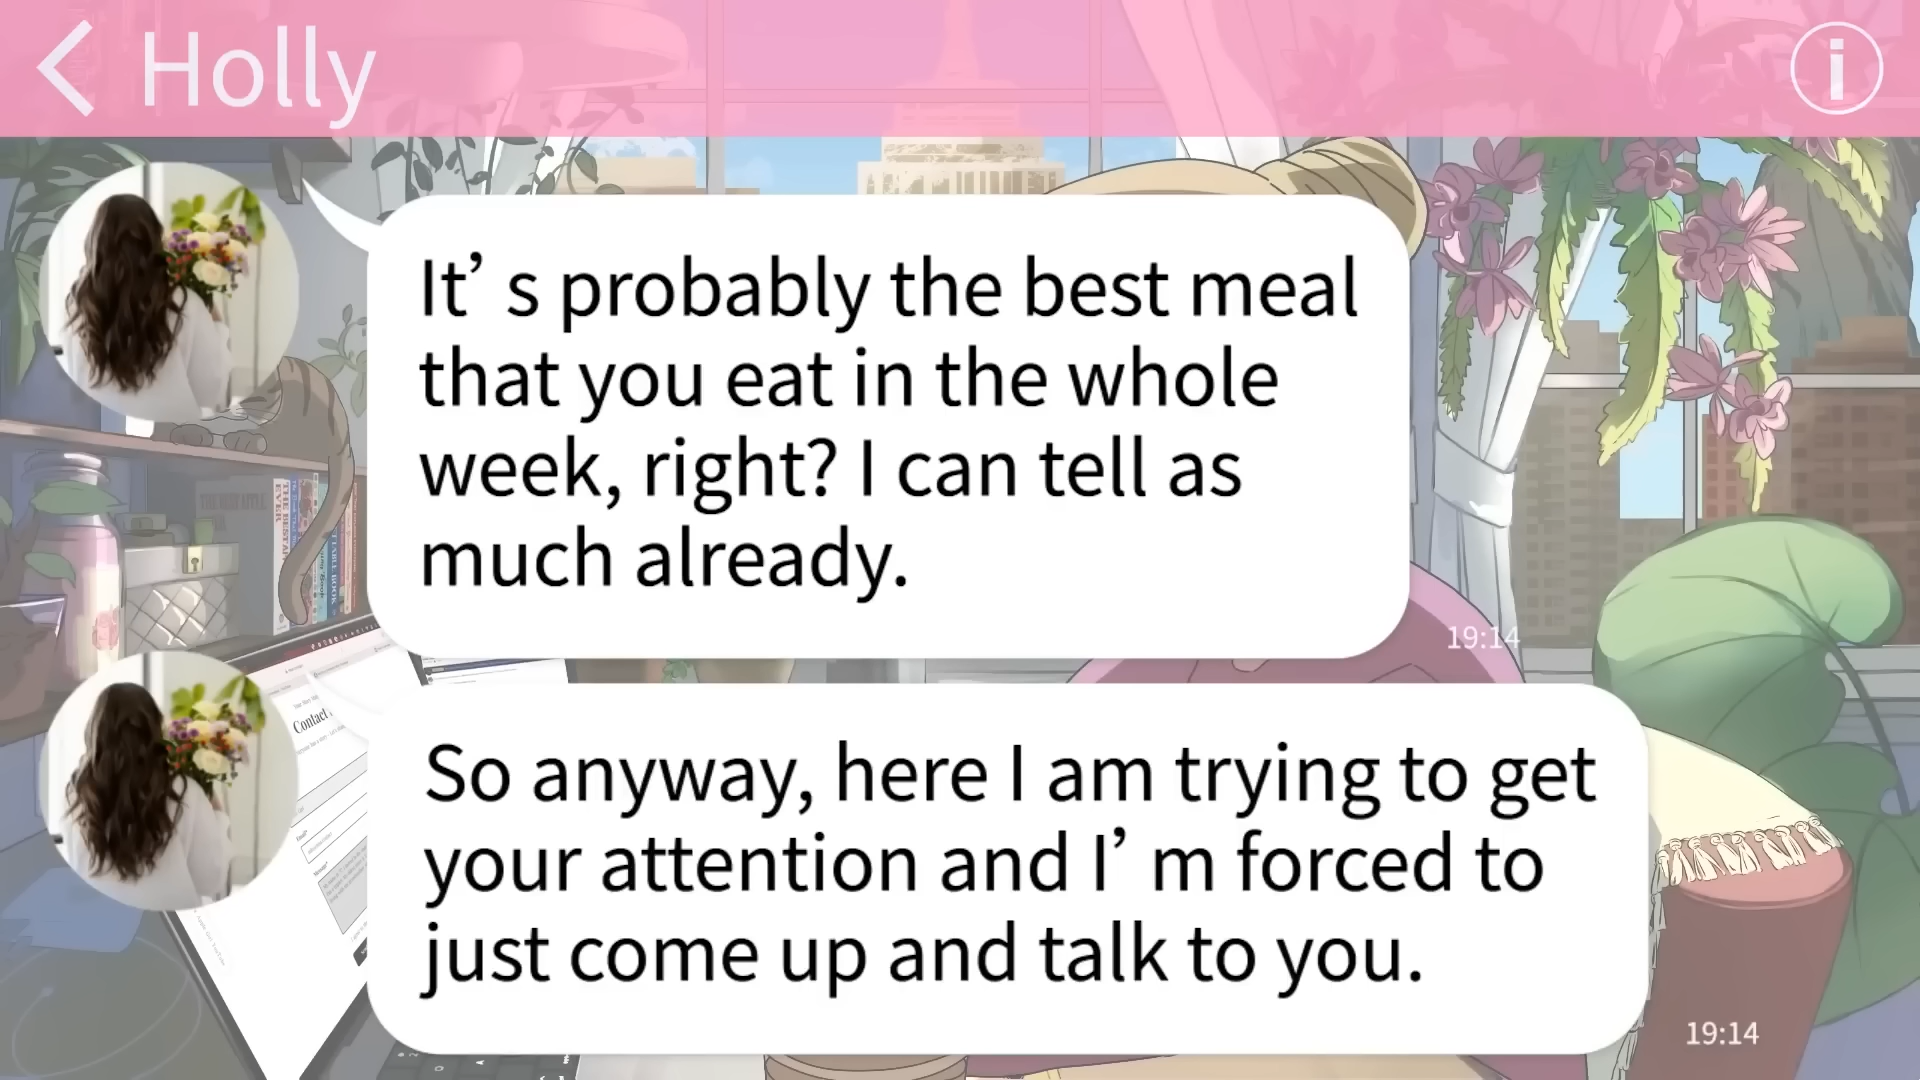 Holly
It’s probably the best meal
that you eat in the whole
week, right? I can tell as
much already.
19:14
So anyway, here I am trying to get
your attention and I’m forced to
just come up and talk to you.
19:14
Contact